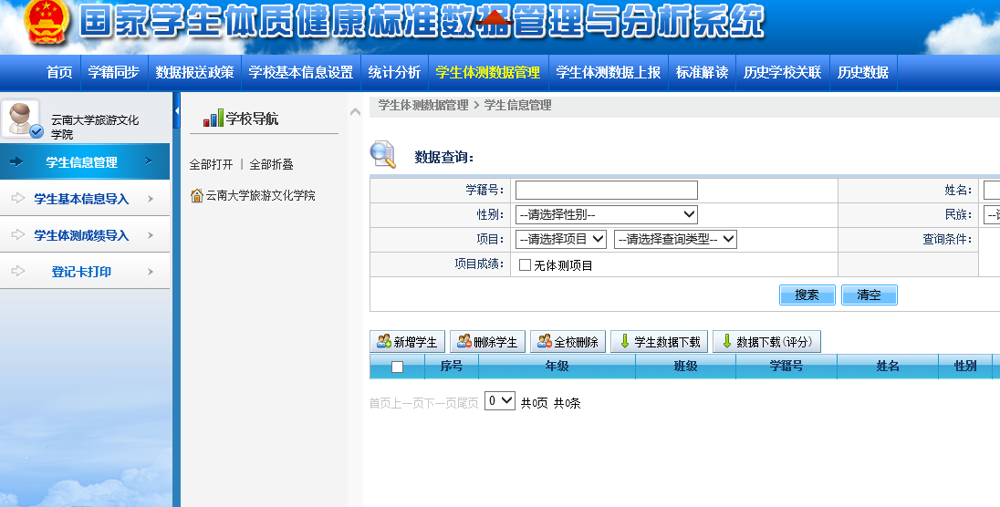 国家学生体质健康标准数据管理与分析系统
首页 学籍同步 数据报送政策 学校基本信息设置 统计分析 学生体测数据管理 学生体测数据上报 标准解读 历史学校关联 历史数据
云南大学旅游文化
学院
学生信息管理
学生基本信息导入
学生体测成绩导入
登记卡打印
学校导航
全部打开 | 全部折叠
云南大学旅游文化学院
学生体测数据管理 > 学生信息管理
数据查询：
学籍号： 姓名：
性别： --请选择性别-- 民族：
项目： --请选择项目 --请选择查询类型-- 查询条件：
项目成绩： 无体测项目
搜索 清空
新增学生 删除学生 全校删除 学生数据下载 数据下载(评分)
序号 年级 班级 学籍号 姓名 性别
首页上一页下一页尾页 0 共0页 共0条